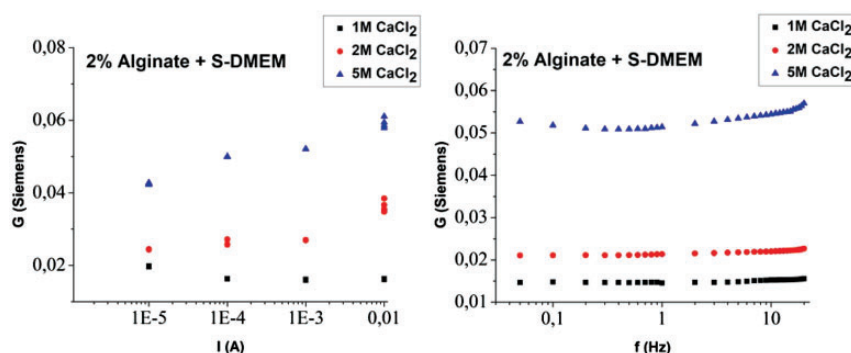 1M CaCl2
2M CaCl2
5M CaCl2
2% Alginate + S-DMEM
0,08
0,06
0,04
0,02
G (Siemens)
1E-5
1E-4
1E-3
0,01
I (A)
1M CaCl2
2M CaCl2
5M CaCl2
2% Alginate + S-DMEM
0,07
0,06
0,05
0,04
0,03
0,02
0,01
G (Siemens)
0,1
1
10
f (Hz)